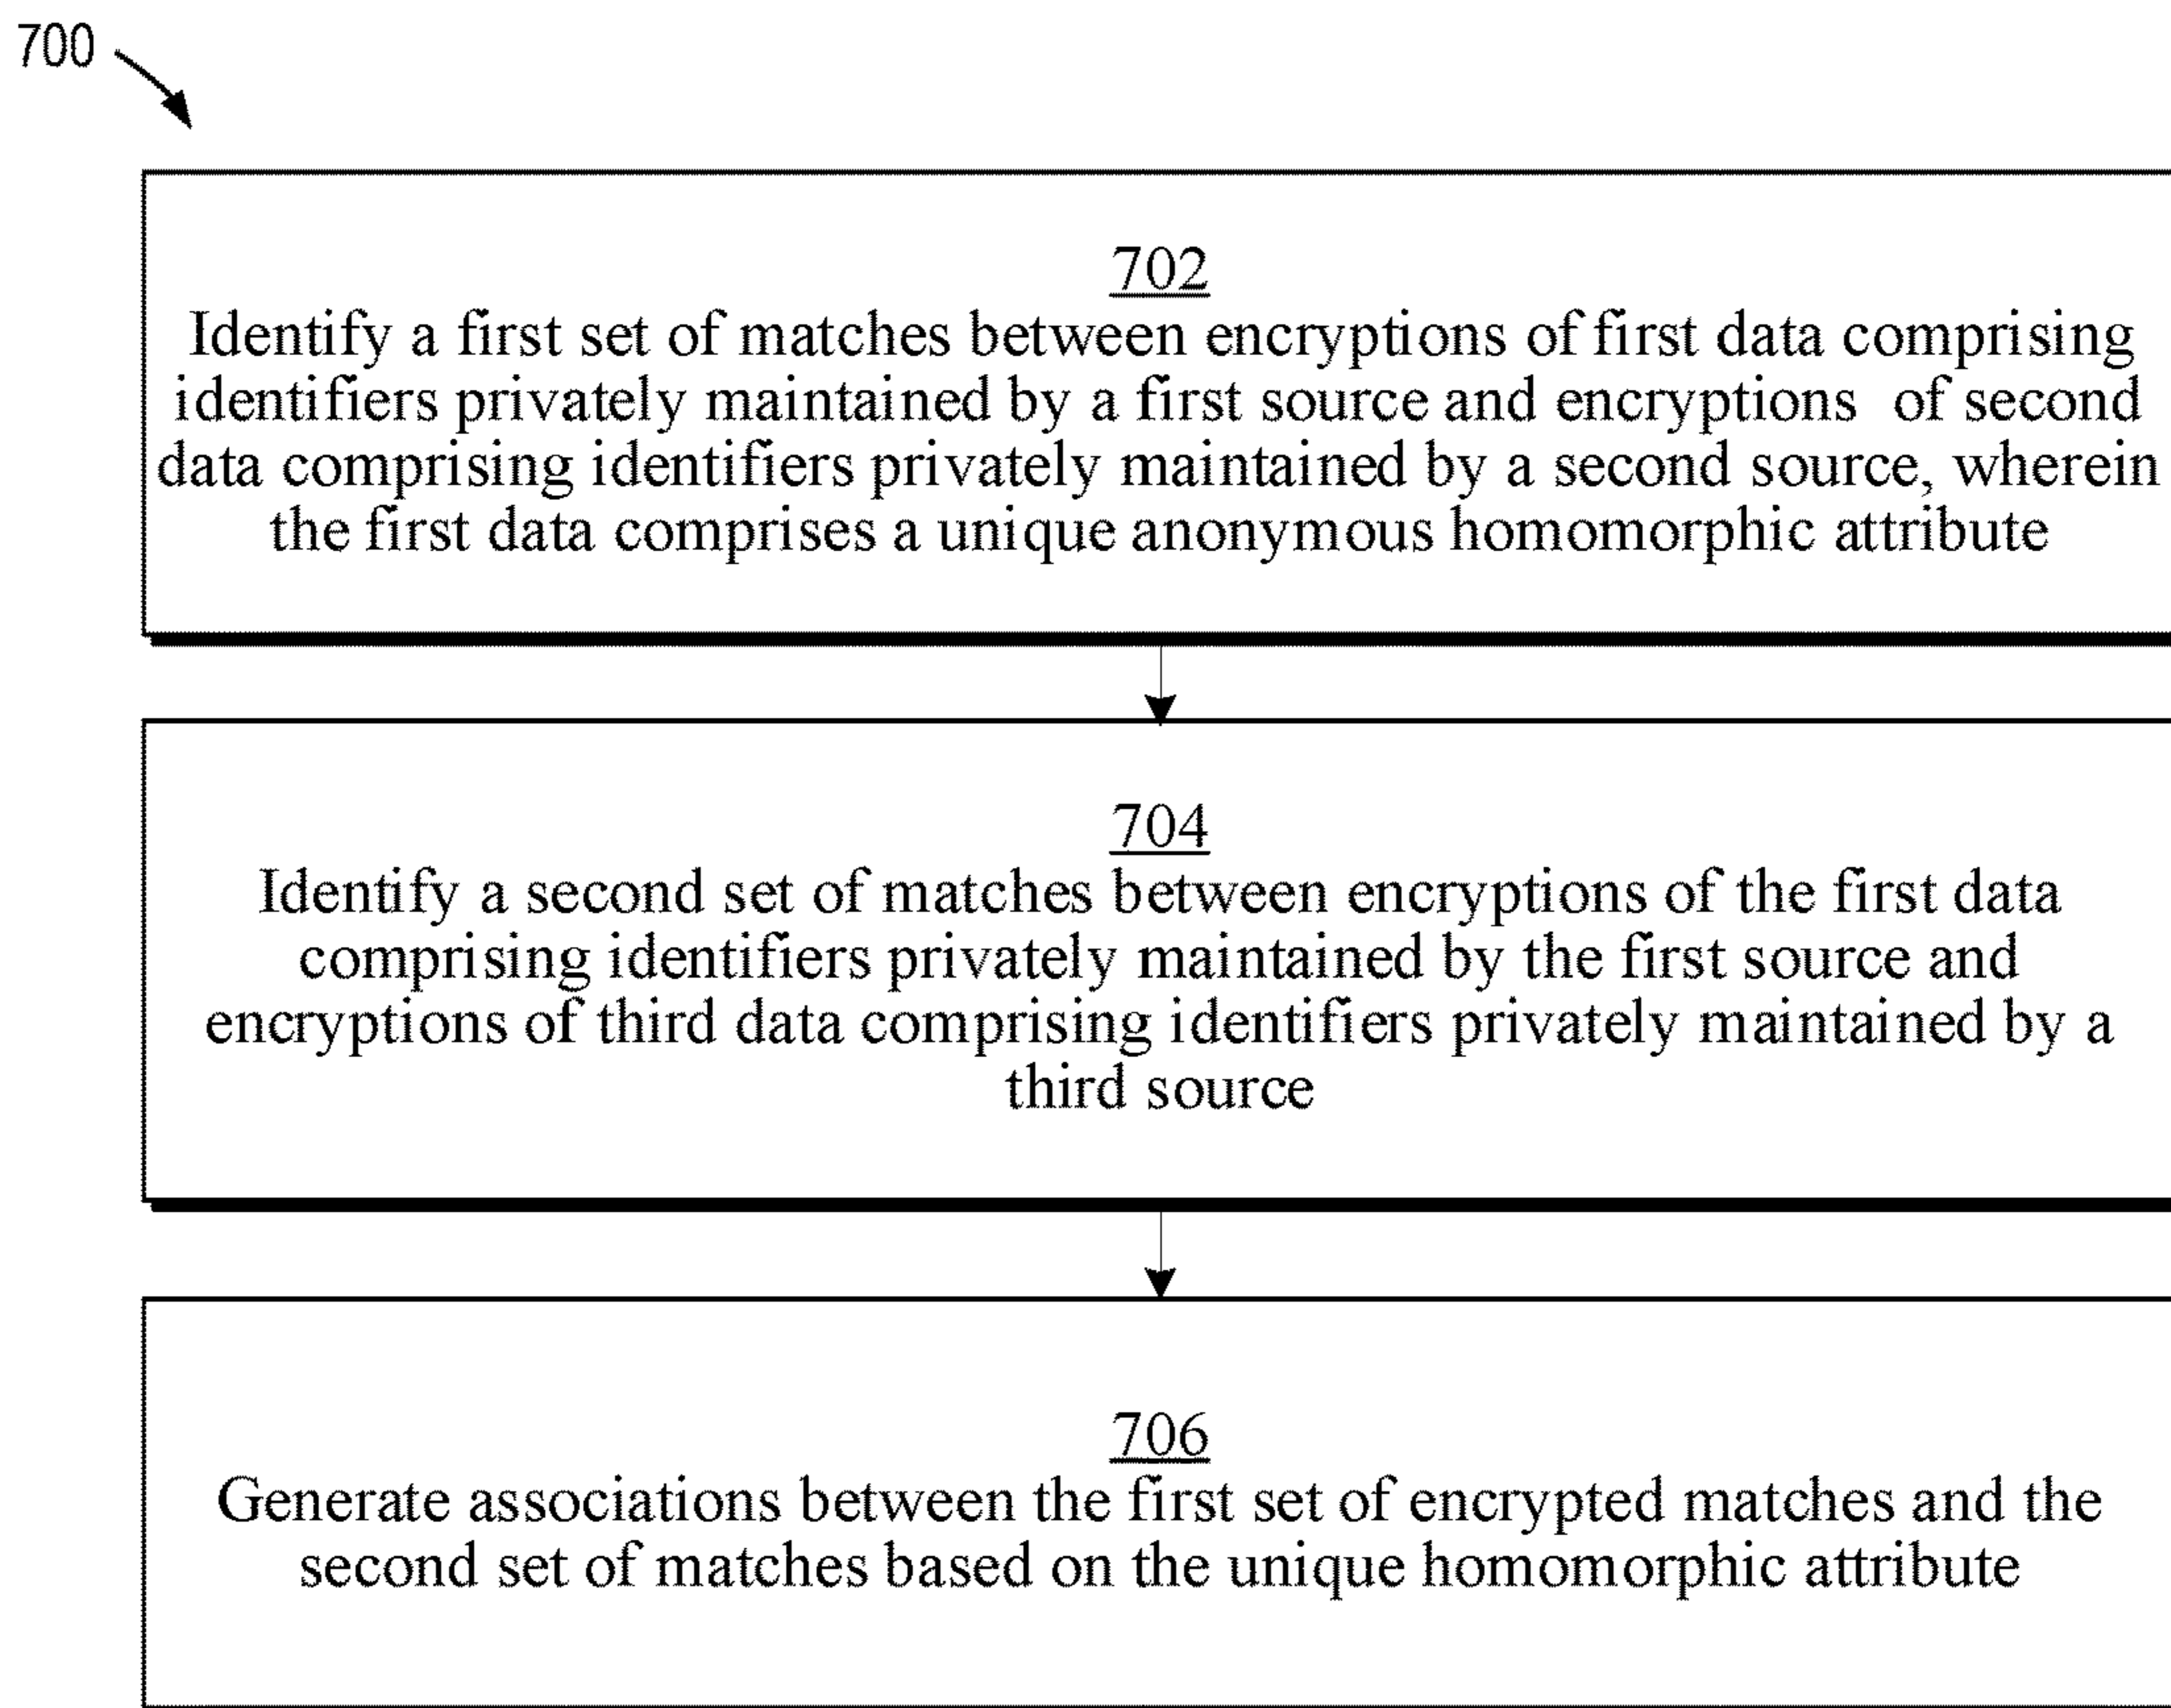 700
702
Identify a first set of matches between encryptions of first data comprising
identifiers privately maintained by a first source and encryptions of second
data comprising identifiers privately maintained by a second source, wherein
the first data comprises a unique anonymous homomorphic attribute
704
Identify a second set of matches between encryptions of the first data
comprising identifiers privately maintained by the first source and
encryptions of third data comprising identifiers privately maintained by a
third source
706
Generate associations between the first set of encrypted matches and the
second set of matches based on the unique homomorphic attribute